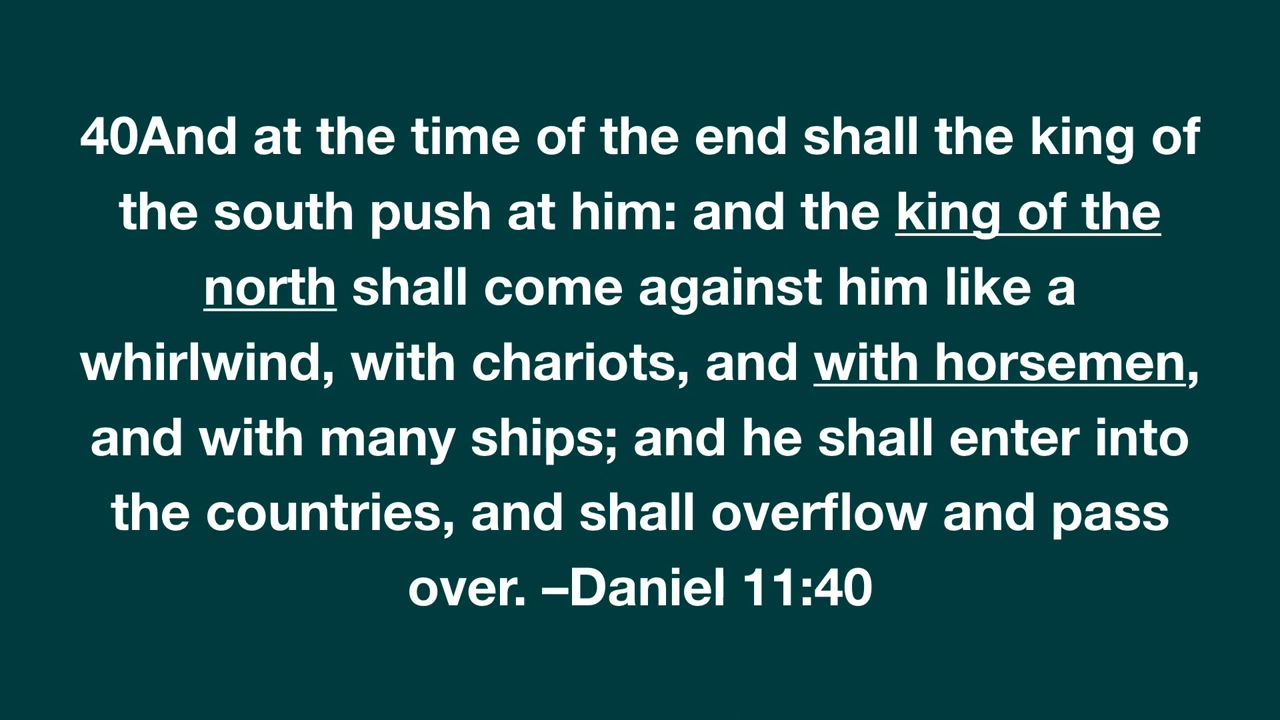 40And at the time of the end shall the king of
the south push at him: and the king of the
north shall come against him like a
whirlwind, with chariots, and with horsemen,
and with many ships; and he shall enter into
the countries, and shall overflow and pass
over. –Daniel 11:40